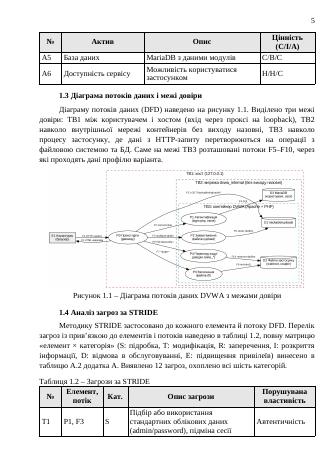 5
№ Актив Опис Цінність (C/I/A)
A5 База даних MariaDB з даними модулів C/B/C
A6 Доступність сервісу Можливість користуватися застосунком H/H/C
1.3 Діаграма потоків даних і межі довіри
Діаграму потоків даних (DFD) наведено на рисунку 1.1. Виділено три межі
довіри: TB1 між користувачем і хостом (вхід через проксі на loopback), TB2
навколо внутрішньої мережі контейнерів без виходу назовні, TB3 навколо
процесу застосунку, де дані з HTTP-запиту перетворюються на операції з
файловою системою та БД. Саме на межі TB3 розташовані потоки F5–F10, через
які проходять дані профілю варіанта.
TB1: хост (127.0.0.1)
Рисунок 1.1 – Діаграма потоків даних DVWA з межами довіри
1.4 Аналіз загроз за STRIDE
Методику STRIDE застосовано до кожного елемента й потоку DFD. Перелік
загроз із прив’язкою до елементів і потоків наведено в таблиці 1.2, повну матрицю
«елемент × категорія» (S: підробка, T: модифікація, R: заперечення, I: розкриття
інформації, D: відмова в обслуговуванні, E: підвищення привілеїв) винесено в
таблицю А.2 додатка А. Виявлено 12 загроз, охоплено всі шість категорій.
Таблиця 1.2 – Загрози за STRIDE
№ Елемент, потік Кат. Опис загрози Порушувана властивість
T1 P1, F3 S Підбір або використання стандартних облікових даних (admin/password), підміна сесії Автентичність